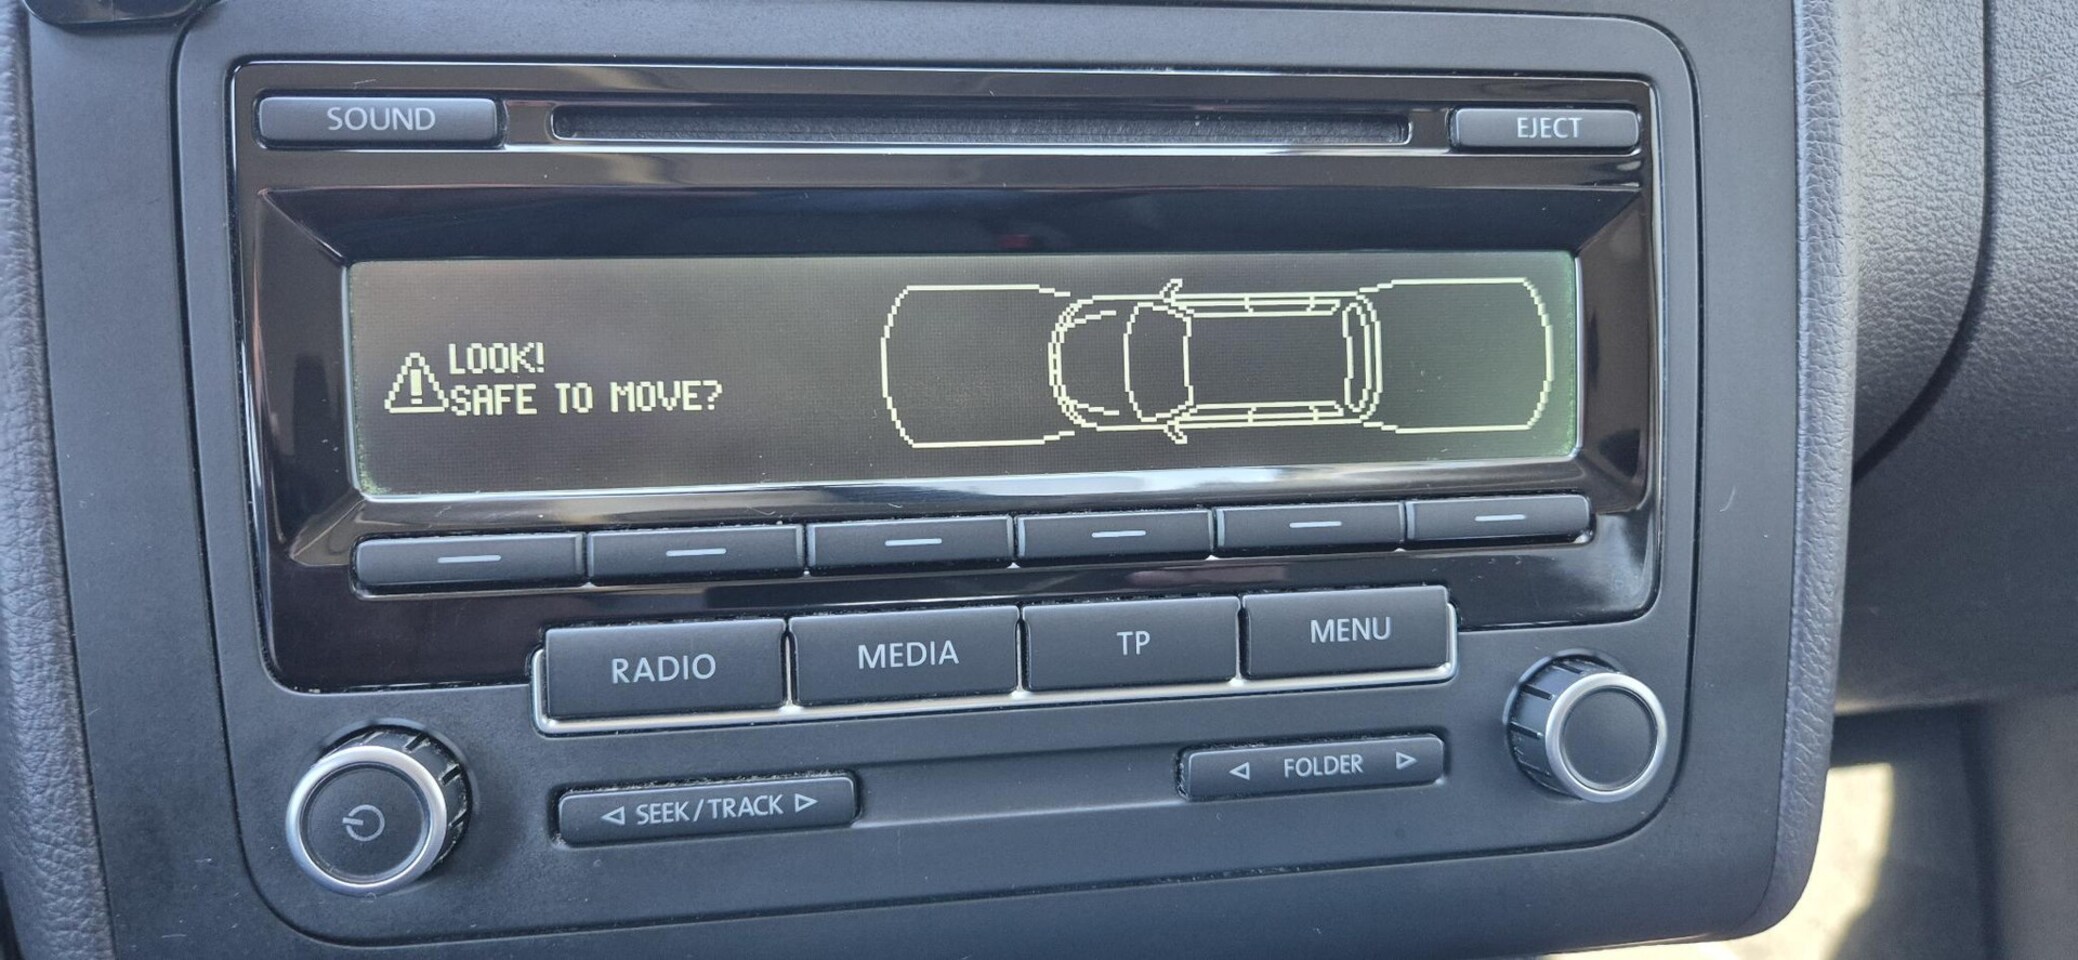 SOUND
EJECT
LOOK!
SAFE TO MOVE?
RADIO
MEDIA
TP
MENU
SEEK/TRACK
FOLDER